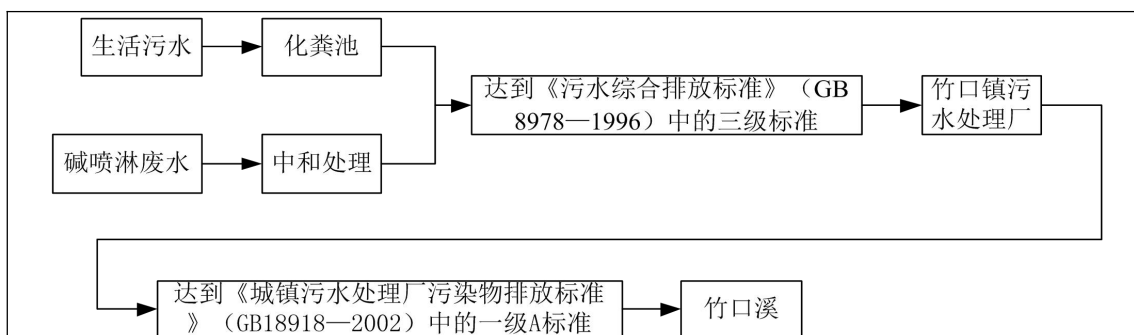 生活污水
化粪池
达到《污水综合排放标准》（GB
8978—1996）中的三级标准
竹口镇污
水处理厂
碱喷淋废水
中和处理
达到《城镇污水处理厂污染物排放标准
》（GB18918—2002）中的一级A标准
竹口溪